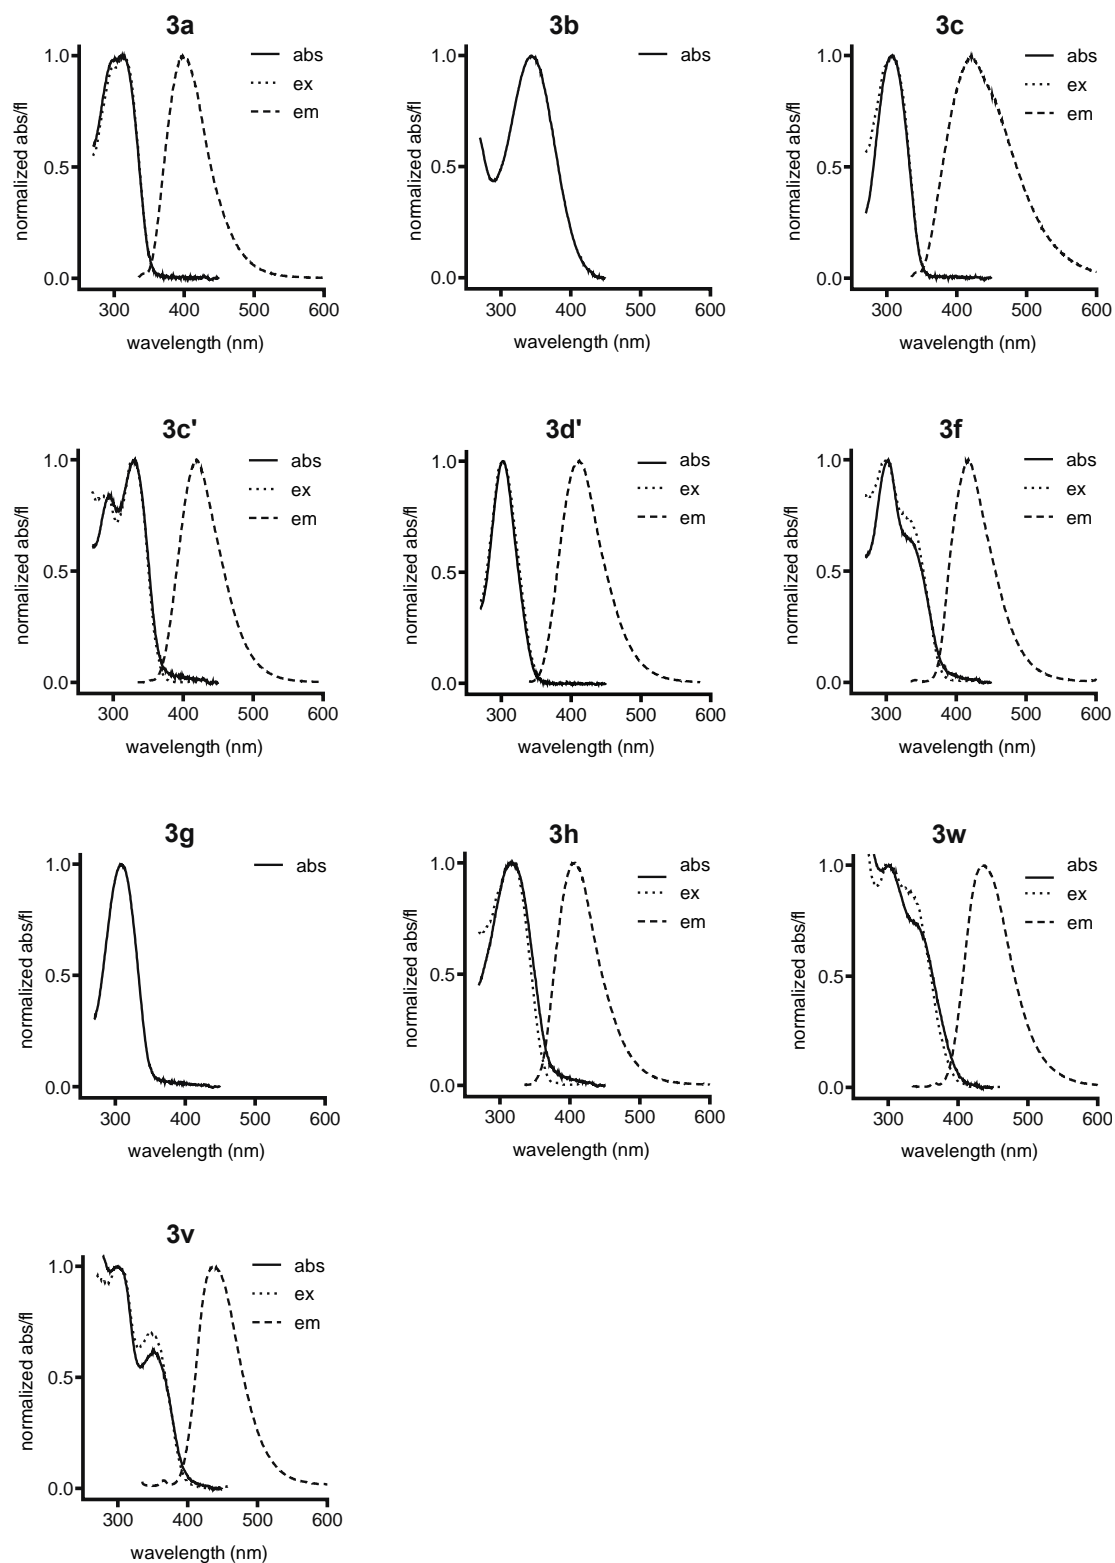 3a
abs
ex
em
1.0
0.5
0.0
normalized abs/fl
300 400 500 600
wavelength (nm)
3b
abs
1.0
0.5
0.0
normalized abs/fl
300 400 500 600
wavelength (nm)
3c
abs
ex
em
1.0
0.5
0.0
normalized abs/fl
300 400 500 600
wavelength (nm)
3c'
abs
ex
em
1.0
0.5
0.0
normalized abs/fl
300 400 500 600
wavelength (nm)
3d'
abs
ex
em
1.0
0.5
0.0
normalized abs/fl
300 400 500 600
wavelength (nm)
3f
abs
ex
em
1.0
0.5
0.0
normalized abs/fl
300 400 500 600
wavelength (nm)
3g
abs
1.0
0.5
0.0
normalized abs/fl
300 400 500 600
wavelength (nm)
3h
abs
ex
em
1.0
0.5
0.0
normalized abs/fl
300 400 500 600
wavelength (nm)
3w
abs
ex
em
1.0
0.5
0.0
normalized abs/fl
300 400 500 600
wavelength (nm)
3v
abs
ex
em
1.0
0.5
0.0
normalized abs/fl
300 400 500 600
wavelength (nm)